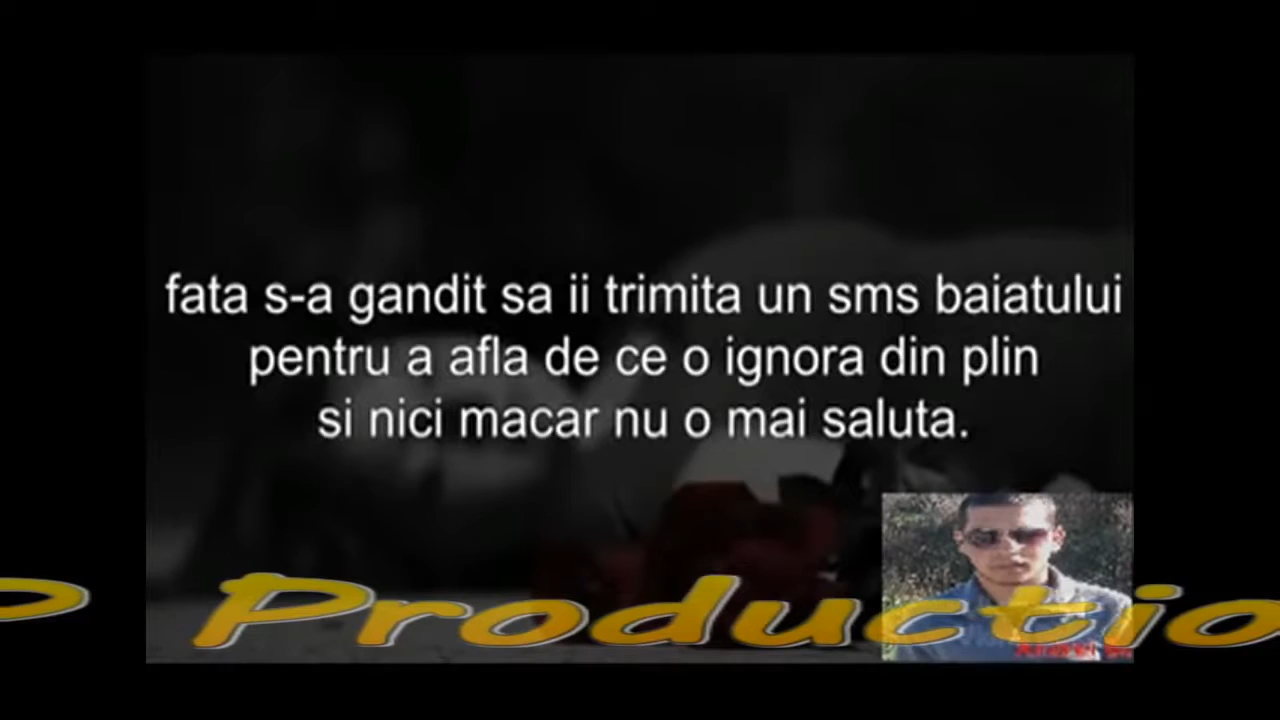 fata s-a gandit sa ii trimita un sms baiatului
pentru a afla de ce o ignora din plin
si nici macar nu o mai saluta.
P Productio